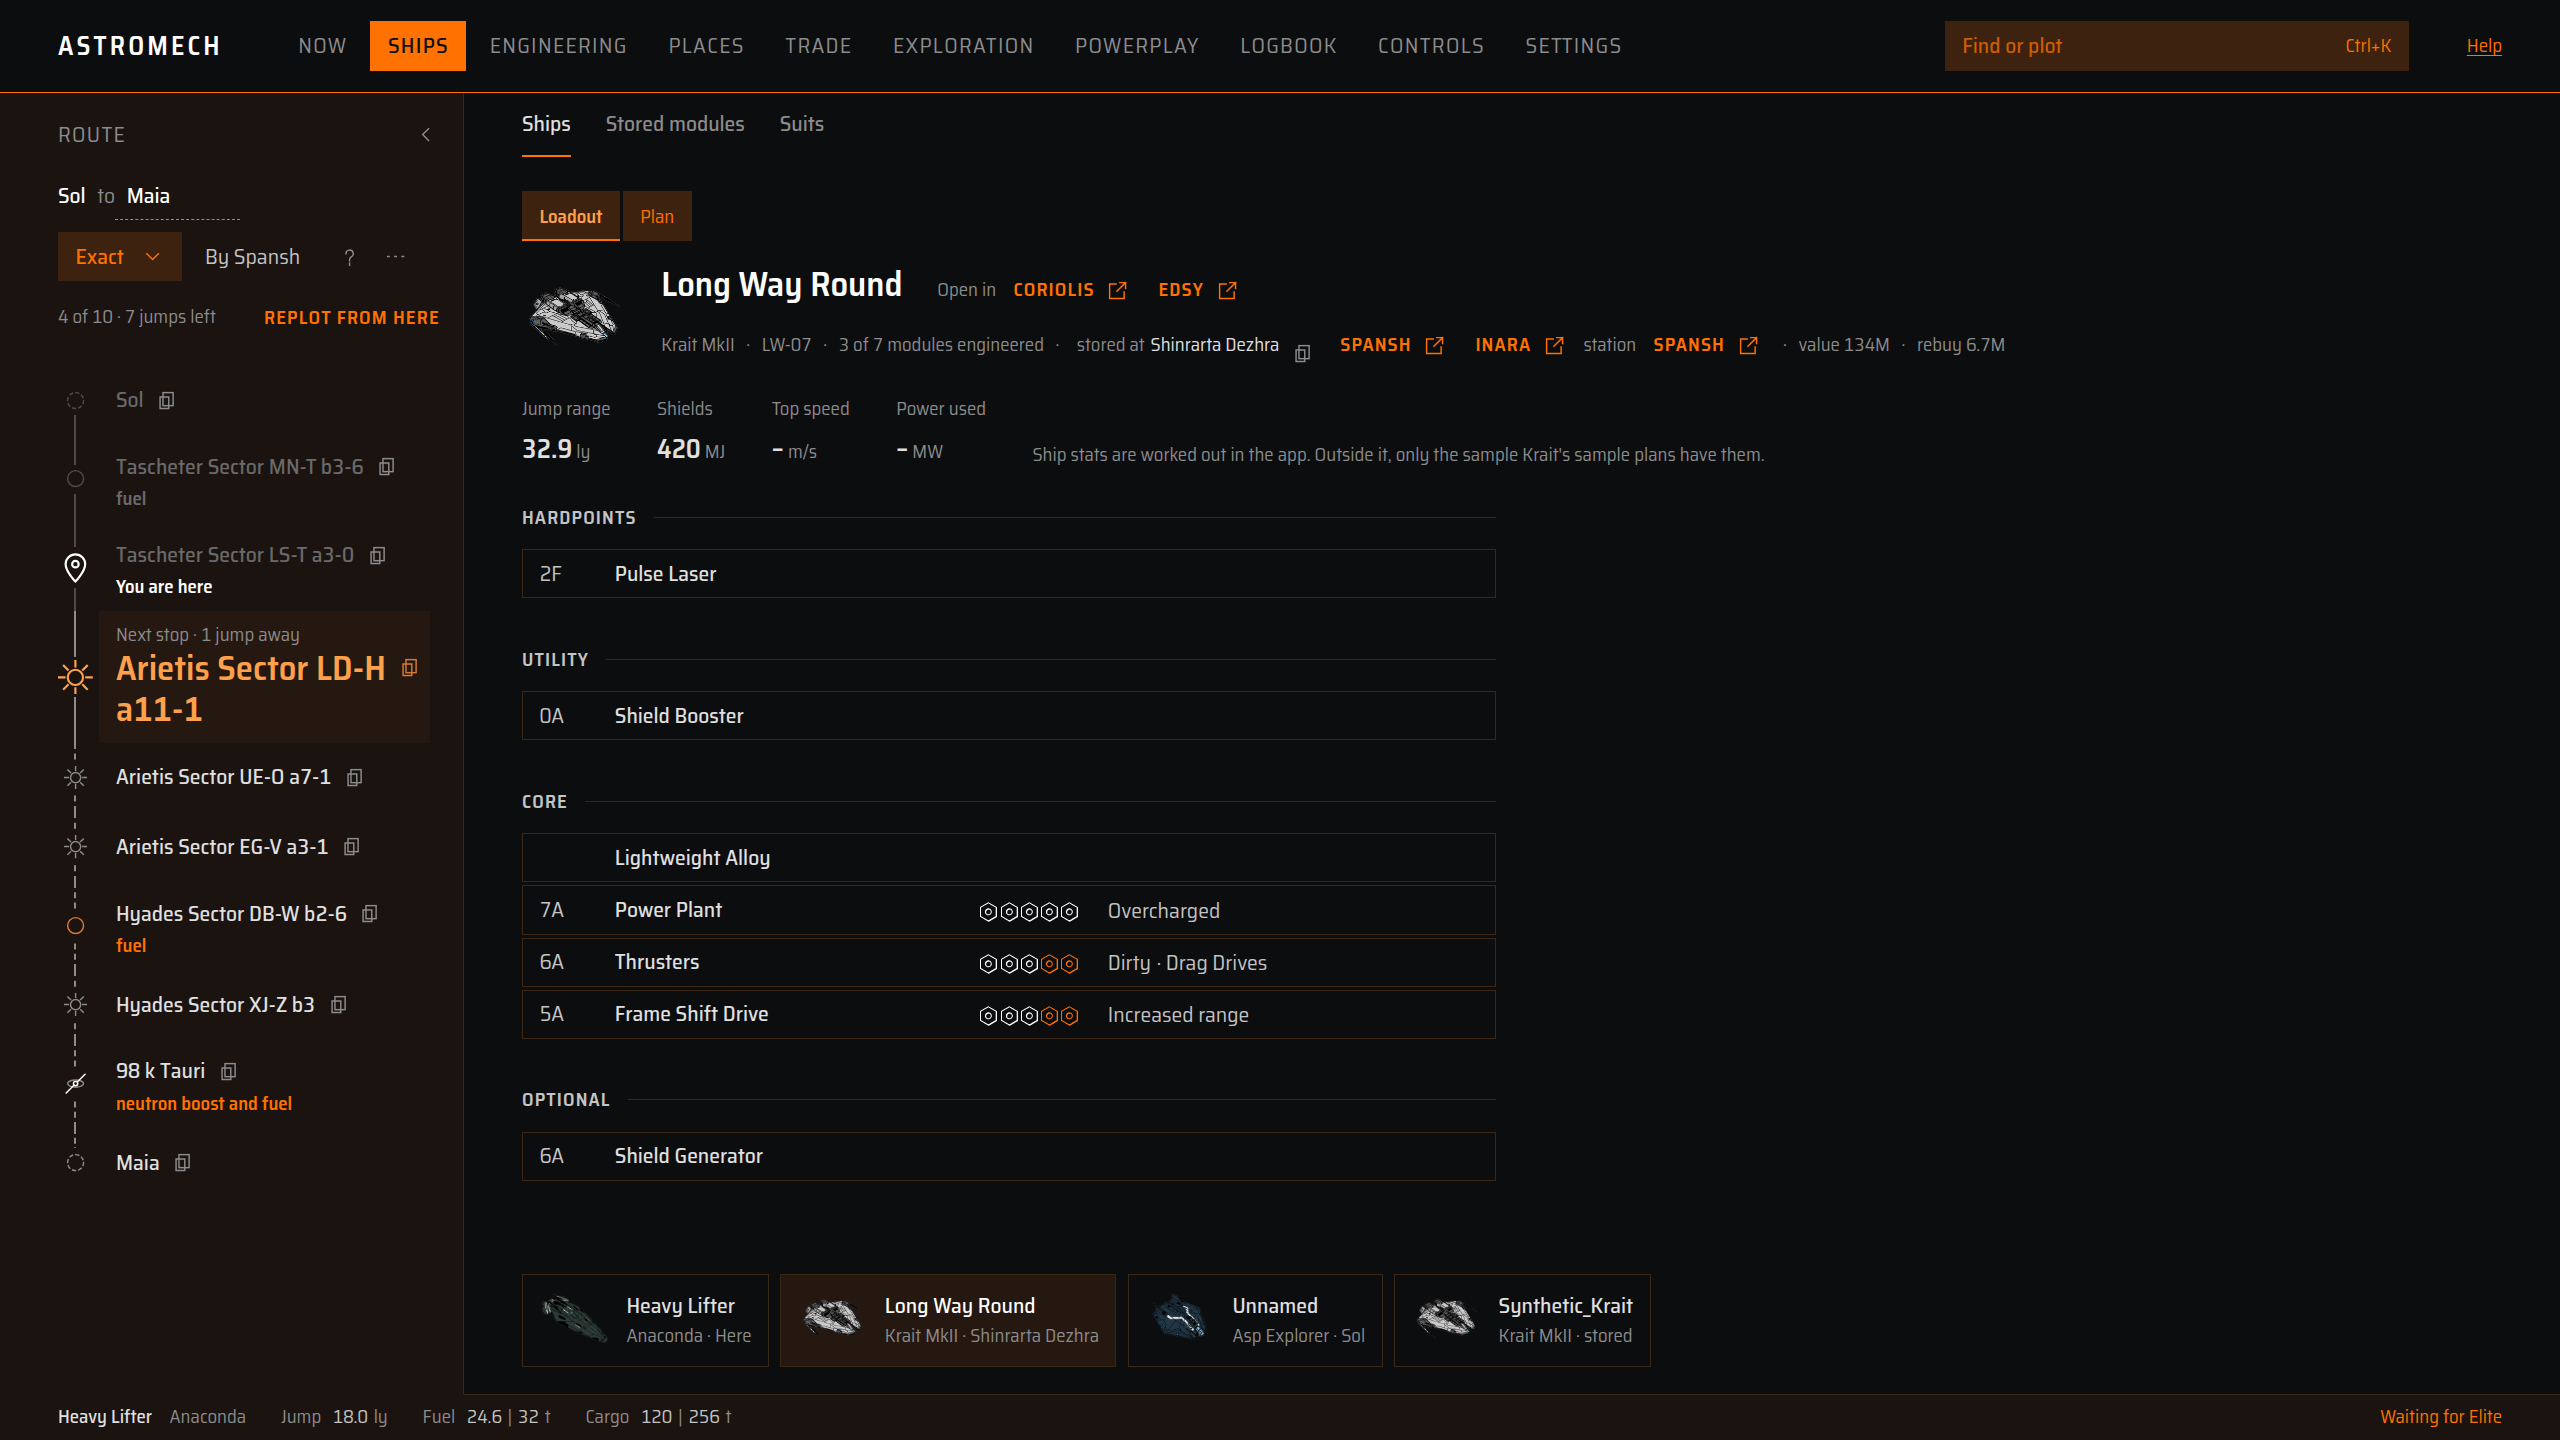 ASTROMECH NOW SHIPS ENGINEERING PLACES TRADE EXPLORATION POWERPLAY LOGBOOK CONTROLS SETTINGS Find or plot Ctrl+K Help
ROUTE
Sol to Maia
Exact By Spansh ? ...
4 of 10 · 7 jumps left REPLOT FROM HERE
Sol
Tascheter Sector MN-T b3-6
fuel
Tascheter Sector LS-T a3-0
You are here
Next stop · 1 jump away
Arietis Sector LD-H
a11-1
Arietis Sector UE-O a7-1
Arietis Sector EG-V a3-1
Hyades Sector DB-W b2-6
fuel
Hyades Sector XJ-Z b3
98 k Tauri
neutron boost and fuel
Maia
Ships Stored modules Suits
Loadout Plan
Long Way Round Open in CORIOLIS EDSY
Krait MkII · LW-07 · 3 of 7 modules engineered · stored at Shinrarta Dezhra SPANSH INARA station SPANSH · value 134M · rebuy 6.7M
Jump range Shields Top speed Power used
32.9 ly 420 MJ – m/s – MW Ship stats are worked out in the app. Outside it, only the sample Krait's sample plans have them.
HARDPOINTS
2F Pulse Laser
UTILITY
0A Shield Booster
CORE
Lightweight Alloy
7A Power Plant Overcharged
6A Thrusters Dirty · Drag Drives
5A Frame Shift Drive Increased range
OPTIONAL
6A Shield Generator
Heavy Lifter
Anaconda · Here
Long Way Round
Krait MkII · Shinrarta Dezhra
Unnamed
Asp Explorer · Sol
Synthetic_Krait
Krait MkII · stored
Heavy Lifter Anaconda Jump 18.0 ly Fuel 24.6 | 32 t Cargo 120 | 256 t Waiting for Elite